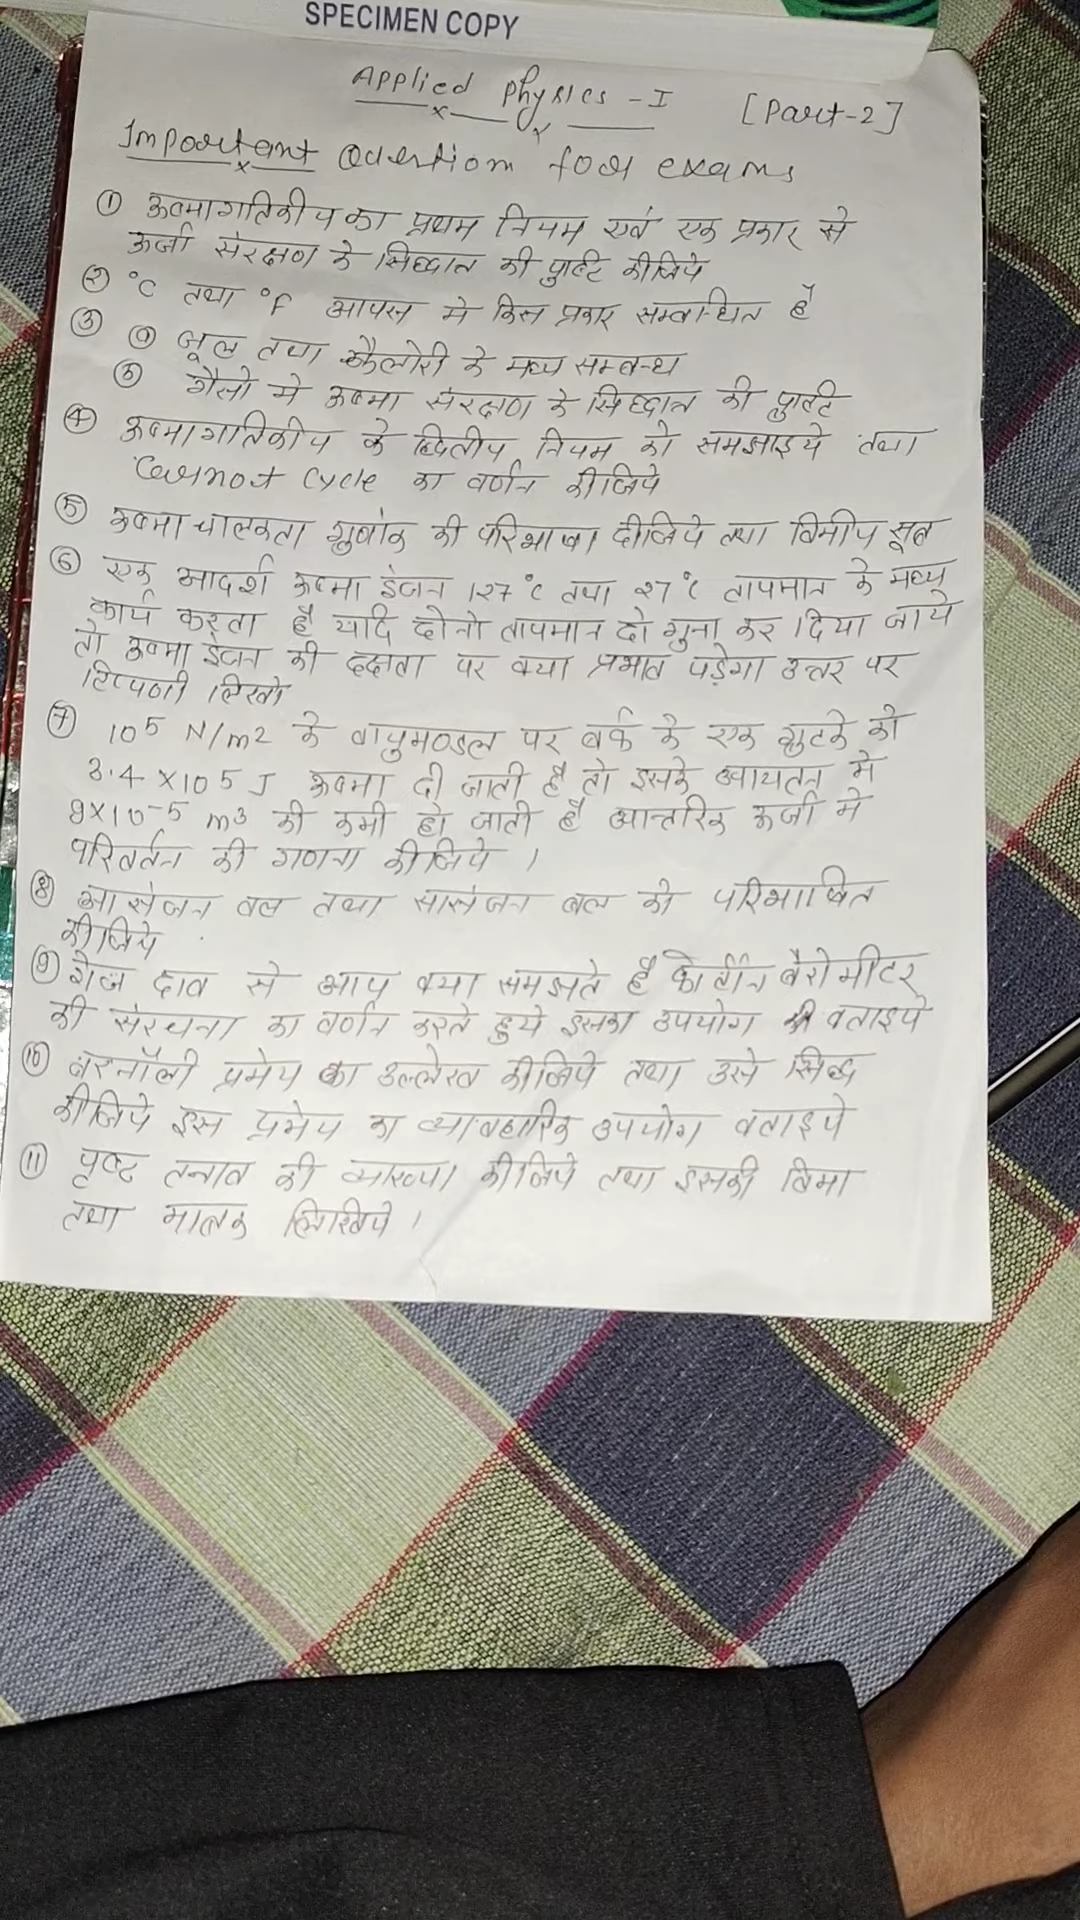 SPECIMEN COPY
Applied Physics - I [Part-2]
Important Question for exams
① ऊष्मागतिकीय का प्रथम नियम एवं एक प्रकार से
ऊर्जा संरक्षण के सिद्धान्त की पुष्टि कीजिये
② °C तथा °F आपस मे किस प्रकार सम्बन्धित है
③ ⓐ जूल तथा कैलोरी के मध्य सम्बन्ध
ⓑ गैसो मे ऊष्मा संरक्षण के सिद्धान्त की पुष्टि
④ ऊष्मागतिकीय के द्वितीय नियम को समझाइये तथा
Carnot Cycle का वर्णन कीजिये
⑤ ऊष्मा चालकता गुणांक की परिभाषा दीजिये तथा विमीय सूत्र
⑥ एक आदर्श ऊष्मा इंजन 127°C तथा 27°C तापमान के मध्य
कार्य करता है यदि दोनो तापमान दो गुना कर दिया जाये
तो ऊष्मा इंजन की दक्षता पर क्या प्रभाव पड़ेगा उत्तर पर
टिप्पणी लिखो
⑦ 10⁵ N/m2 के वायुमण्डल पर बर्फ के एक गुटके को
3.4 × 10⁵ J ऊष्मा दी जाती है तो इसके आयतन मे
9×10⁻⁵ m³ की कमी हो जाती है आन्तरिक ऊर्जा मे
परिवर्तन की गणना कीजिये ।
⑧ आसंजन बल तथा सासंजन बल को परिभाषित
कीजिये
⑨ गेज दाब से आप क्या समझते है फोर्टीन बैरोमीटर
की संरचना का वर्णन करते हुये इसका उपयोग बताइये
⑩ बरनॉली प्रमेय का उल्लेख कीजिये तथा उसे सिद्ध
कीजिये इस प्रमेय का व्यावहारिक उपयोग बताइये
⑪ पृष्ट तनाव की व्याख्या कीजिये तथा इसकी विमा
तथा मात्रक लिखिये ।